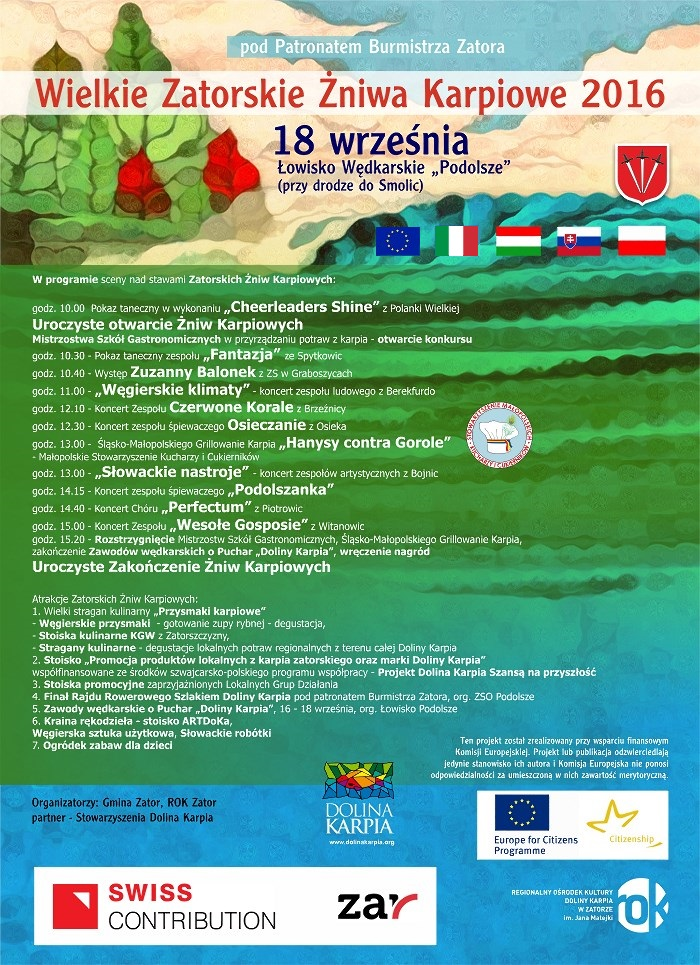 pod Patronatem Burmistrza Zatora
Wielkie Zatorskie Żniwa Karpiowe 2016
18 września
Łowisko Wędkarskie „Podolsze”
(przy drodze do Smolic)
W programie sceny nad stawami Zatorskich Żniw Karpiowych:
godz. 10.00 Pokaz taneczny w wykonaniu „Cheerleaders Shine” z Polanki Wielkiej
Uroczyste otwarcie Żniw Karpiowych
Mistrzostwa Szkół Gastronomicznych w przyrządzaniu potraw z karpia - otwarcie konkursu
godz. 10.30 - Pokaz taneczny zespołu „Fantazja” ze Spytkowic
godz. 10.40 - Występ Zuzanny Balonek z ZS w Graboszycach
godz. 11.00 - „Węgierskie klimaty” - koncert zespołu ludowego z Berekfurdo
godz. 12.10 - Koncert Zespołu Czerwone Korale z Brzeźnicy
godz. 12.30 - Koncert zespołu śpiewaczego Osieczanie z Osieka
godz. 13.00 - Śląsko-Małopolskiego Grillowanie Karpia „Hanysy contra Gorole”
- Małopolskie Stowarzyszenie Kucharzy i Cukierników
godz. 13.00 - „Słowackie nastroje” - koncert zespołów artystycznych z Bojnic
godz. 14.15 - Koncert zespołu śpiewaczego „Podolszanka”
godz. 14.40 - Koncert Chóru „Perfectum” z Piotrowic
godz. 15.00 - Koncert Zespołu „Wesołe Gosposie” z Witanowic
godz. 15.20 - Rozstrzygnięcie Mistrzostw Szkół Gastronomicznych, Śląsko-Małopolskiego Grillowanie Karpia,
zakończenie Zawodów wędkarskich o Puchar „Doliny Karpia”, wręczenie nagród
Uroczyste Zakończenie Żniw Karpiowych
STOWARZYSZENIE MAŁOPOLSKICH
KUCHARZY I CUKIERNIKÓW
Atrakcje Zatorskich Żniw Karpiowych:
1. Wielki stragan kulinarny „Przysmaki karpiowe”
- Węgierskie przysmaki - gotowanie zupy rybnej - degustacja,
- Stoiska kulinarne KGW z Zatorszczyzny,
- Stragany kulinarne - degustacje lokalnych potraw regionalnych z terenu całej Doliny Karpia
2. Stoisko „Promocja produktów lokalnych z karpia zatorskiego oraz marki Doliny Karpia”
współfinansowane ze środków szwajcarsko-polskiego programu współpracy - Projekt Dolina Karpia Szansą na przyszłość
3. Stoiska promocyjne zaprzyjaźnionych Lokalnych Grup Działania
4. Finał Rajdu Rowerowego Szlakiem Doliny Karpia pod patronatem Burmistrza Zatora, org. ZSO Podolsze
5. Zawody wędkarskie o Puchar „Doliny Karpia”, 16 - 18 września, org. Łowisko Podolsze
6. Kraina rękodzieła - stoisko ARTDoKa,
Węgierska sztuka użytkowa, Słowackie robótki
7. Ogródek zabaw dla dzieci
Ten projekt został zrealizowany przy wsparciu finansowym
Komisji Europejskiej. Projekt lub publikacja odzwierciedlają
jedynie stanowisko ich autora i Komisja Europejska nie ponosi
odpowiedzialności za umieszczoną w nich zawartość merytoryczną.
Organizatorzy: Gmina Zator, ROK Zator
partner - Stowarzyszenia Dolina Karpia
DOLINA
KARPIA
www.dolinakarpia.org
Europe for Citizens
Programme
Citizenship
SWISS
CONTRIBUTION
zar
REGIONALNY OŚRODEK KULTURY
DOLINY KARPIA
W ZATORZE
im. Jana Matejki
rok